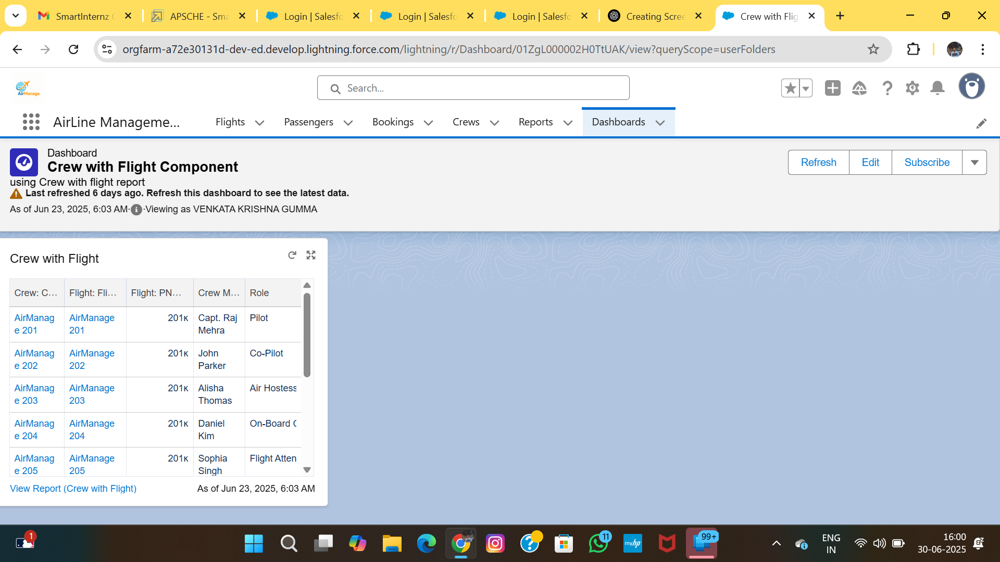 SmartInternz
APSCHE - Sma
Login | Salesfo
Login | Salesfo
Login | Salesfo
Creating Scree
Crew with Flig
orgfarm-a72e30131d-dev-ed.develop.lightning.force.com/lightning/r/Dashboard/01ZgL000002H0TtUAK/view?queryScope=userFolders
AirManage
Search...
AirLine Manageme...
Flights
Passengers
Bookings
Crews
Reports
Dashboards
Dashboard
Crew with Flight Component
using Crew with flight report
Last refreshed 6 days ago. Refresh this dashboard to see the latest data.
As of Jun 23, 2025, 6:03 AM·
·Viewing as VENKATA KRISHNA GUMMA
Refresh
Edit
Subscribe
Crew with Flight
Crew: C...
Flight: Fli...
Flight: PN...
Crew M...
Role
AirManag
e 201
AirManage
201
201K
Capt. Raj
Mehra
Pilot
AirManag
e 202
AirManage
202
201K
John
Parker
Co-Pilot
AirManag
e 203
AirManage
203
201K
Alisha
Thomas
Air Hostess
AirManag
e 204
AirManage
204
201K
Daniel
Kim
On-Board
AirManag
e 205
AirManage
205
201K
Sophia
Singh
Flight Atten
View Report (Crew with Flight)
As of Jun 23, 2025, 6:03 AM
1
myhp
11
99+
ENG
IN
16:00
30-06-2025